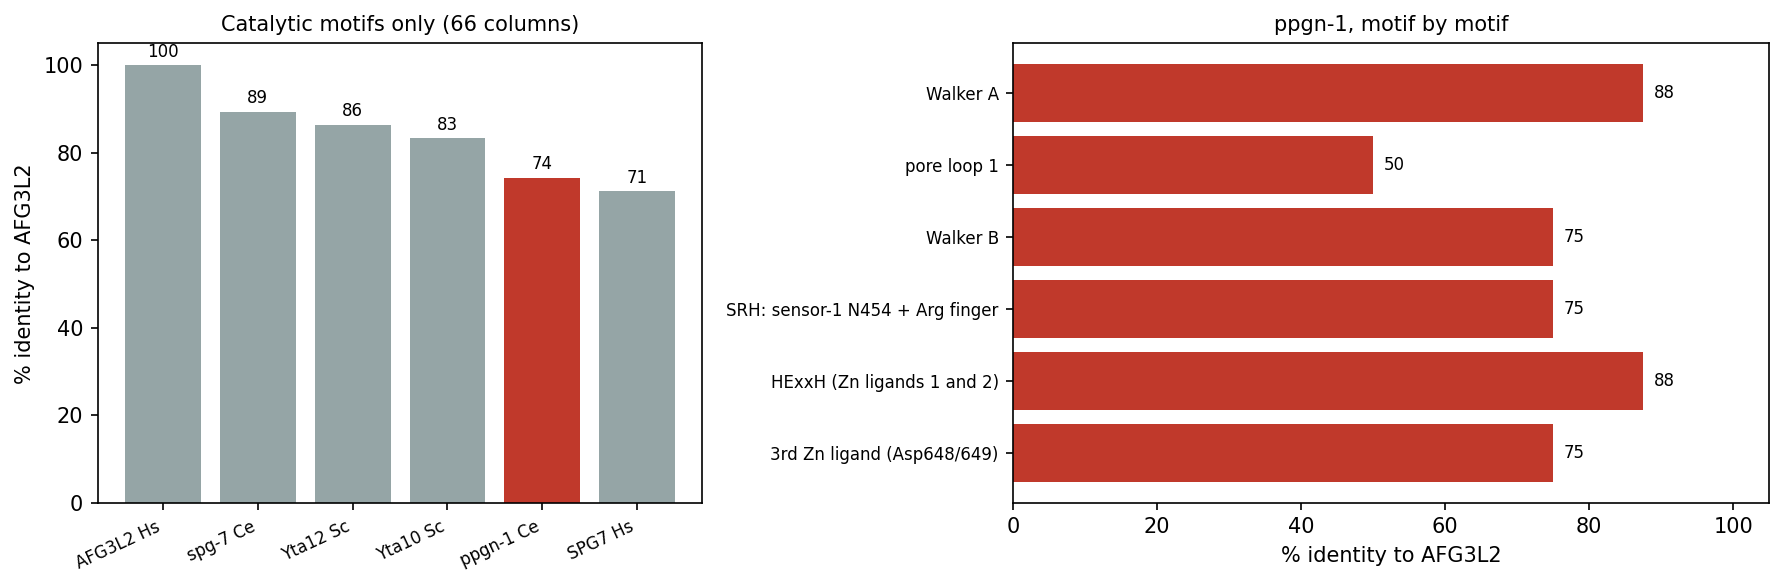 Catalytic motifs only (66 columns)
% identity to AFG3L2
100
80
60
40
20
0
100
89
86
83
74
71
AFG3L2 Hs
spg-7 Ce
Yta12 Sc
Yta10 Sc
ppgn-1 Ce
SPG7 Hs
ppgn-1, motif by motif
Walker A
88
pore loop 1
50
Walker B
75
SRH: sensor-1 N454 + Arg finger
75
HExxH (Zn ligands 1 and 2)
88
3rd Zn ligand (Asp648/649)
75
0
20
40
60
80
100
% identity to AFG3L2